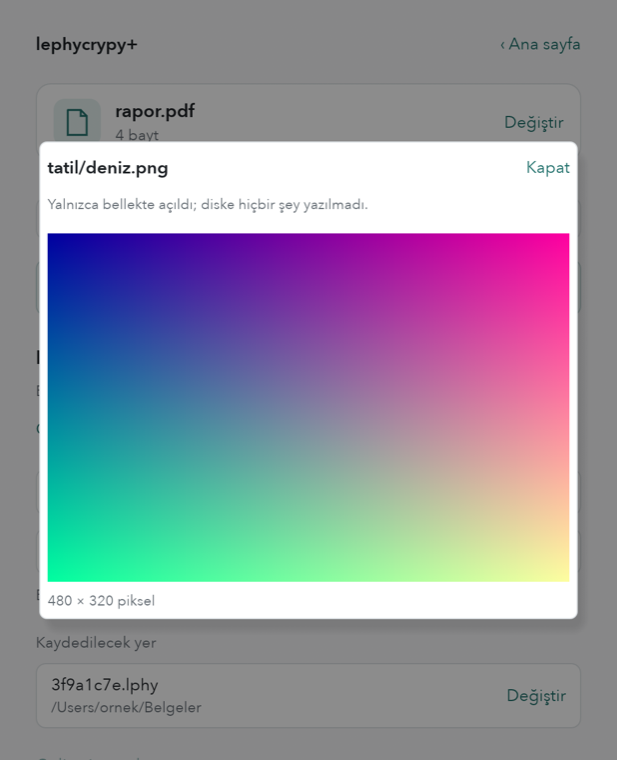 lephycrypy+
‹ Ana sayfa
rapor.pdf
4 bayt
Değiştir
tatil/deniz.png
Kapat
Yalnızca bellekte açıldı; diske hiçbir şey yazılmadı.
480 × 320 piksel
Kaydedilecek yer
3f9a1c7e.lphy
/Users/ornek/Belgeler
Değiştir